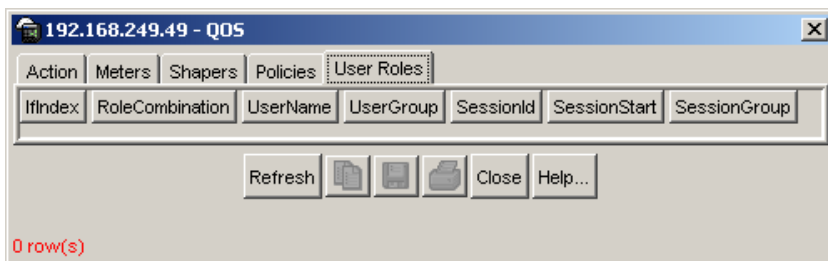 192.168.249.49 - QOS
Action Meters Shapers Policies User Roles
IfIndex RoleCombination UserName UserGroup SessionId SessionStart SessionGroup
Refresh Close Help...
0 row(s)